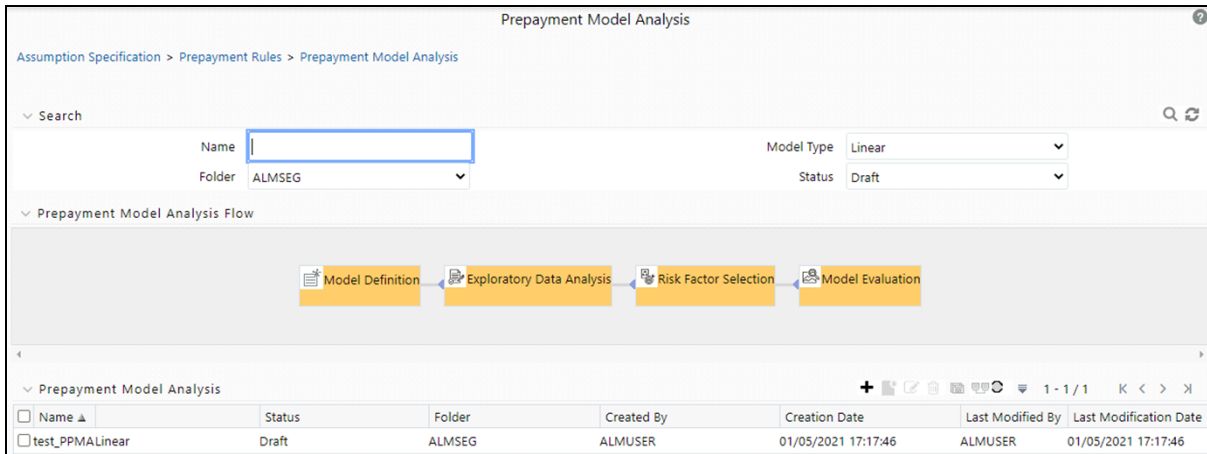 Prepayment Model Analysis
Assumption Specification > Prepayment Rules > Prepayment Model Analysis
Search
Name Model Type Linear
Folder ALMSEG Status Draft
Prepayment Model Analysis Flow
Model Definition Exploratory Data Analysis Risk Factor Selection Model Evaluation
Prepayment Model Analysis 1 - 1 / 1
Name Status Folder Created By Creation Date Last Modified By Last Modification Date
test_PPMALinear Draft ALMSEG ALMUSER 01/05/2021 17:17:46 ALMUSER 01/05/2021 17:17:46